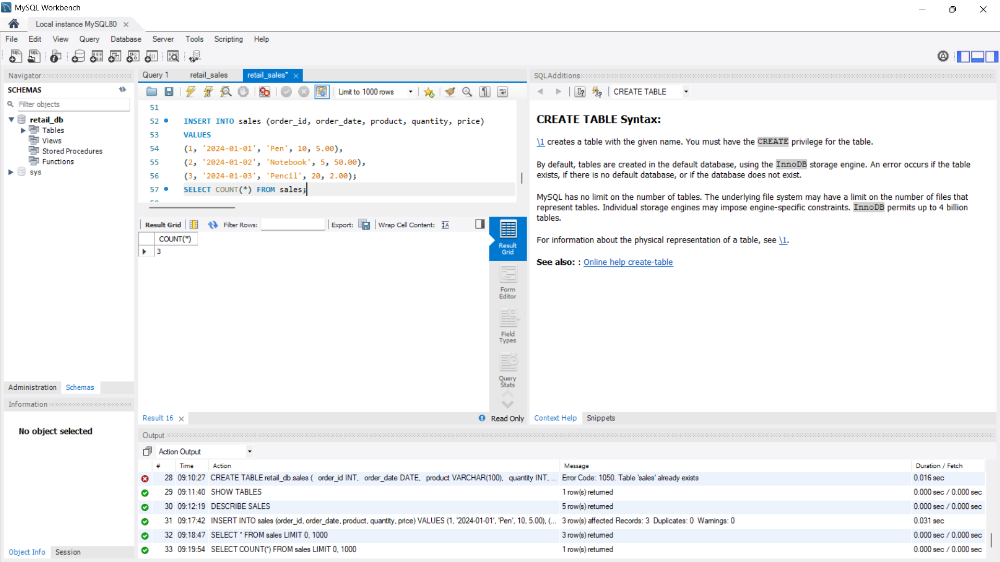 MySQL Workbench
Local instance MySQL80
File Edit View Query Database Server Tools Scripting Help
Navigator
SCHEMAS
Filter objects
retail_db
Tables
Views
Stored Procedures
Functions
sys
Administration Schemas
Information
No object selected
Object Info Session
Query 1 retail_sales retail_sales*
Limit to 1000 rows
51
52 INSERT INTO sales (order_id, order_date, product, quantity, price)
53 VALUES
54 (1, '2024-01-01', 'Pen', 10, 5.00),
55 (2, '2024-01-02', 'Notebook', 5, 50.00),
56 (3, '2024-01-03', 'Pencil', 20, 2.00);
57 SELECT COUNT(*) FROM sales;
Result Grid Filter Rows: Export: Wrap Cell Content:
COUNT(*)
3
Result
Grid
Form
Editor
Field
Types
Query
Stats
Result 16 Read Only
SQLAdditions
CREATE TABLE
CREATE TABLE Syntax:
\1 creates a table with the given name. You must have the CREATE privilege for the table.
By default, tables are created in the default database, using the InnoDB storage engine. An error occurs if the table
exists, if there is no default database, or if the database does not exist.
MySQL has no limit on the number of tables. The underlying file system may have a limit on the number of files that
represent tables. Individual storage engines may impose engine-specific constraints. InnoDB permits up to 4 billion
tables.
For information about the physical representation of a table, see \1.
See also: : Online help create-table
Context Help Snippets
Output
Action Output
# Time Action Message Duration / Fetch
28 09:10:27 CREATE TABLE retail_db.sales ( order_id INT, order_date DATE, product VARCHAR(100), quantity INT, ... Error Code: 1050. Table 'sales' already exists 0.016 sec
29 09:11:40 SHOW TABLES 1 row(s) returned 0.000 sec / 0.000 sec
30 09:12:19 DESCRIBE SALES 5 row(s) returned 0.000 sec / 0.000 sec
31 09:17:42 INSERT INTO sales (order_id, order_date, product, quantity, price) VALUES (1, '2024-01-01', 'Pen', 10, 5.00), (... 3 row(s) affected Records: 3 Duplicates: 0 Warnings: 0 0.031 sec
32 09:18:47 SELECT * FROM sales LIMIT 0, 1000 3 row(s) returned 0.000 sec / 0.000 sec
33 09:19:54 SELECT COUNT(*) FROM sales LIMIT 0, 1000 1 row(s) returned 0.000 sec / 0.000 sec